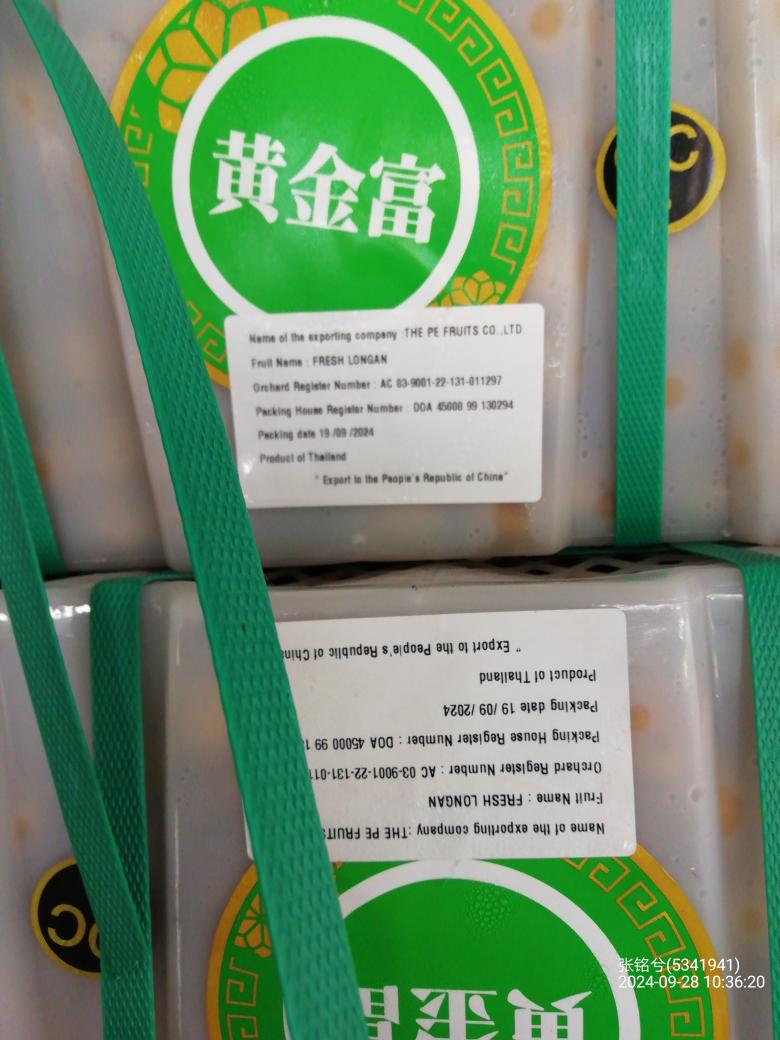 黄金富
Name of the exporting company :THE PE FRUITS CO.,LTD.
Fruit Name : FRESH LONGAN
Orchard Register Number : AC 03-9001-22-131-011297
Packing House Register Number : DOA 45000 99 130294
Packing date 19 /09 /2024
Product of Thailand
" Export to the People's Republic of China"
Name of the exporting company :THE PE FRUITS
Fruit Name : FRESH LONGAN
Orchard Register Number : AC 03-9001-22-131-011
Packing House Register Number : DOA 45000 99 1
Packing date 19 /09 /2024
Product of Thailand
" Export to the People's Republic of China
黄金富
张铭兮(5341941)
2024-09-28 10:36:20